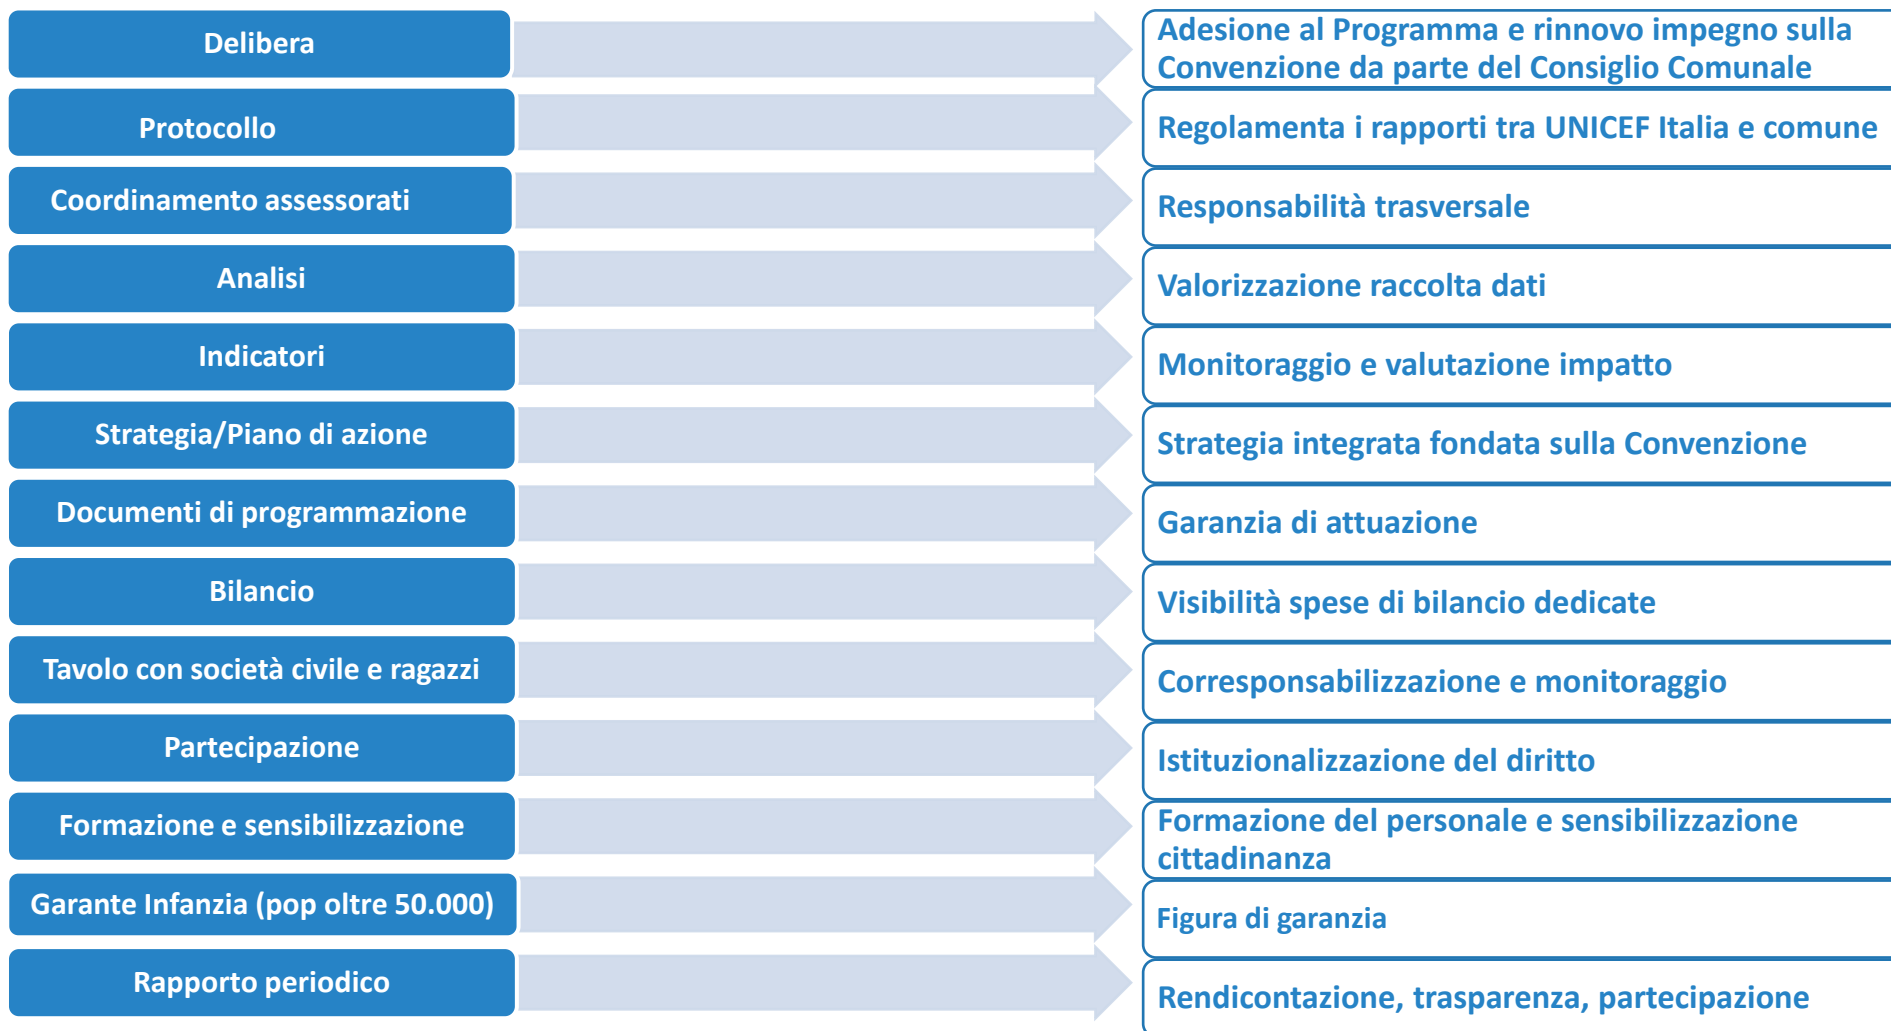 Delibera
Adesione al Programma e rinnovo impegno sulla
Convenzione da parte del Consiglio Comunale
Protocollo
Regolamenta i rapporti tra UNICEF Italia e comune
Coordinamento assessorati
Responsabilità trasversale
Analisi
Valorizzazione raccolta dati
Indicatori
Monitoraggio e valutazione impatto
Strategia/Piano di azione
Strategia integrata fondata sulla Convenzione
Documenti di programmazione
Garanzia di attuazione
Bilancio
Visibilità spese di bilancio dedicate
Tavolo con società civile e ragazzi
Corresponsabilizzazione e monitoraggio
Partecipazione
Istituzionalizzazione del diritto
Formazione e sensibilizzazione
Formazione del personale e sensibilizzazione
cittadinanza
Garante Infanzia (pop oltre 50.000)
Figura di garanzia
Rapporto periodico
Rendicontazione, trasparenza, partecipazione